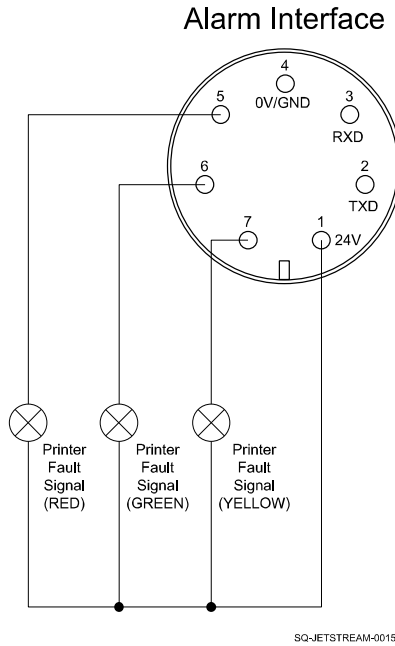 Alarm Interface
4
0V/GND
5
3
RXD
6
2
TXD
7
1
24V
Printer
Fault
Signal
(RED)
Printer
Fault
Signal
(GREEN)
Printer
Fault
Signal
(YELLOW)
SQ-JETSTREAM-0015